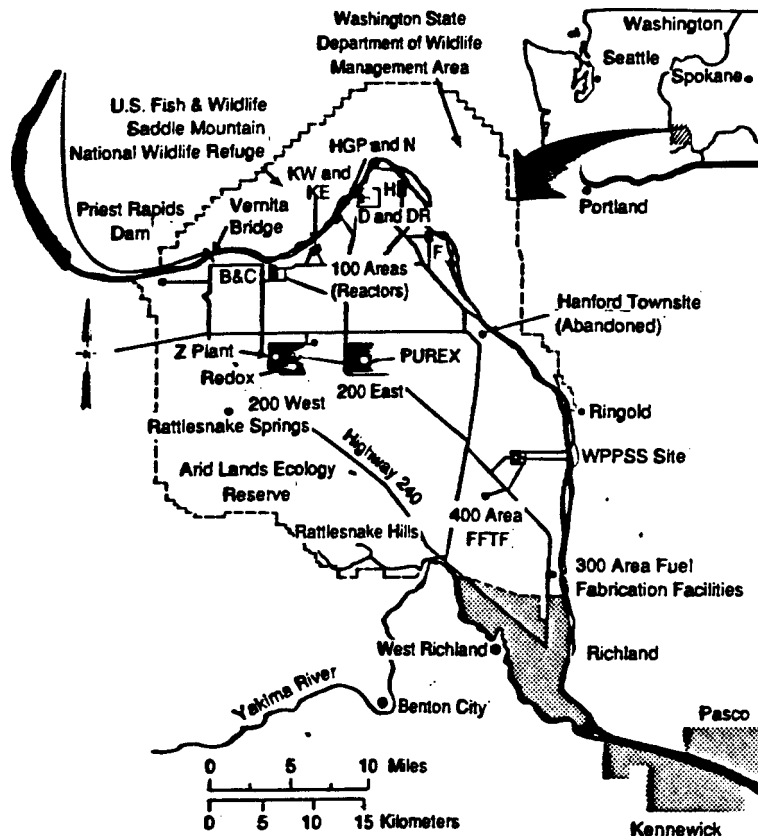 Washington State
Department of Wildlife
Management Area
Washington
Seattle
Spokane
Portland
U.S. Fish & Wildlife
Saddle Mountain
National Wildlife Refuge
HGP and N
KW and
KE
H
D and DR
Priest Rapids
Dam
Vernita
Bridge
F
B&C
100 Areas
(Reactors)
Hanford Townsite
(Abandoned)
Z Plant
Redox
PUREX
200 West
200 East
Ringold
Rattlesnake Springs
Highway 240
WPPSS Site
Arid Lands Ecology
Reserve
400 Area
FFTF
Rattlesnake Hills
300 Area Fuel
Fabrication Facilities
West Richland
Richland
Yakima River
Benton City
Pasco
0 5 10 Miles
0 5 10 15 Kilometers
Kennewick